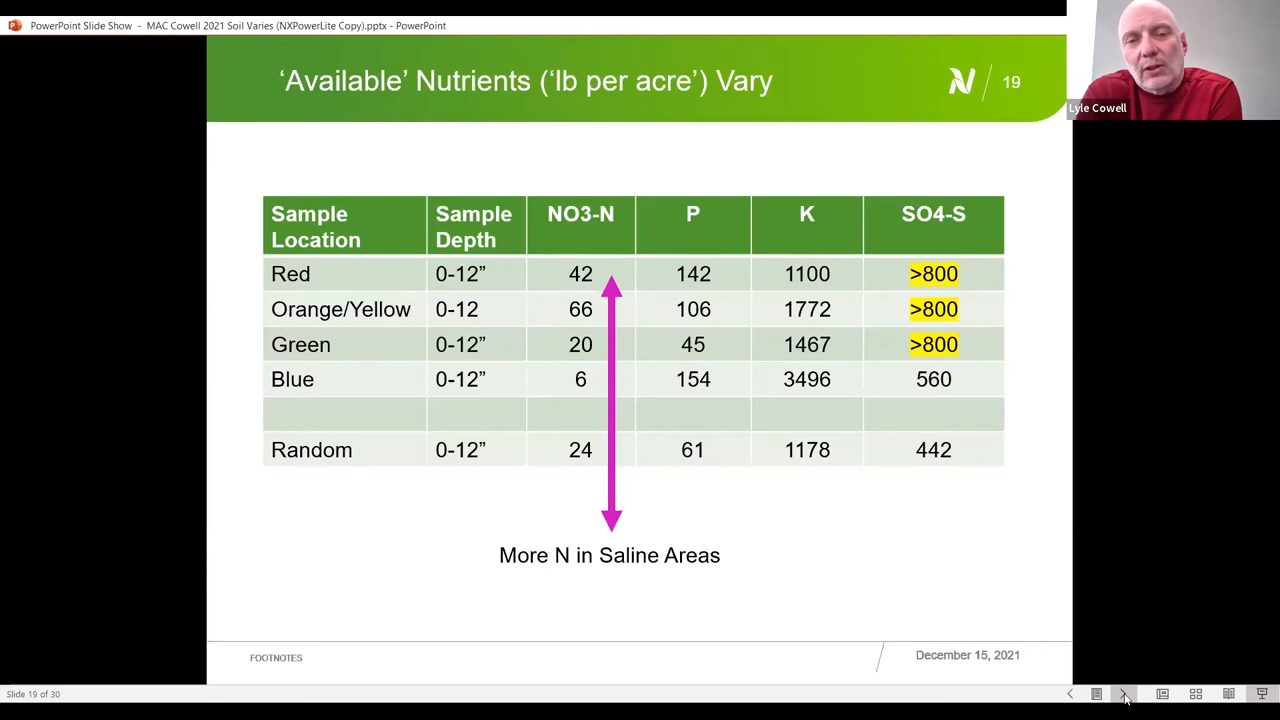 PowerPoint Slide Show - MAC Cowell 2021 Soil Varies (NXPowerLite Copy).pptx - PowerPoint
‘Available’ Nutrients (‘lb per acre’) Vary
19
Lyle Cowell
Sample Location Sample Depth NO3-N P K SO4-S
Red 0-12” 42 142 1100 >800
Orange/Yellow 0-12 66 106 1772 >800
Green 0-12” 20 45 1467 >800
Blue 0-12” 6 154 3496 560
Random 0-12” 24 61 1178 442
More N in Saline Areas
FOOTNOTES
December 15, 2021
Slide 19 of 30